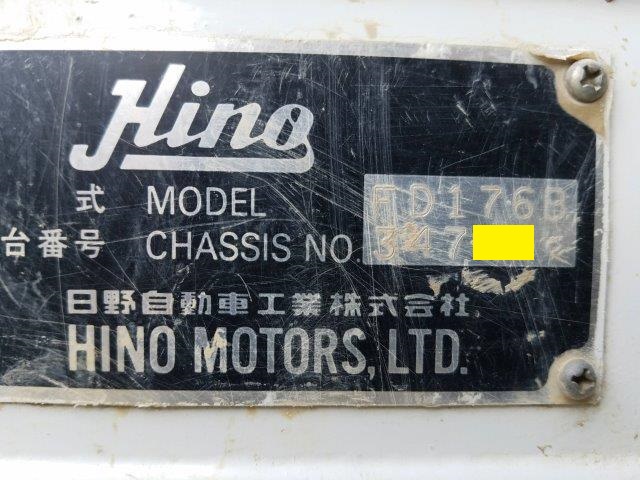 Hino
式 MODEL FD176B
台番号 CHASSIS NO. 347
日野自動車工業株式会社
HINO MOTORS, LTD.